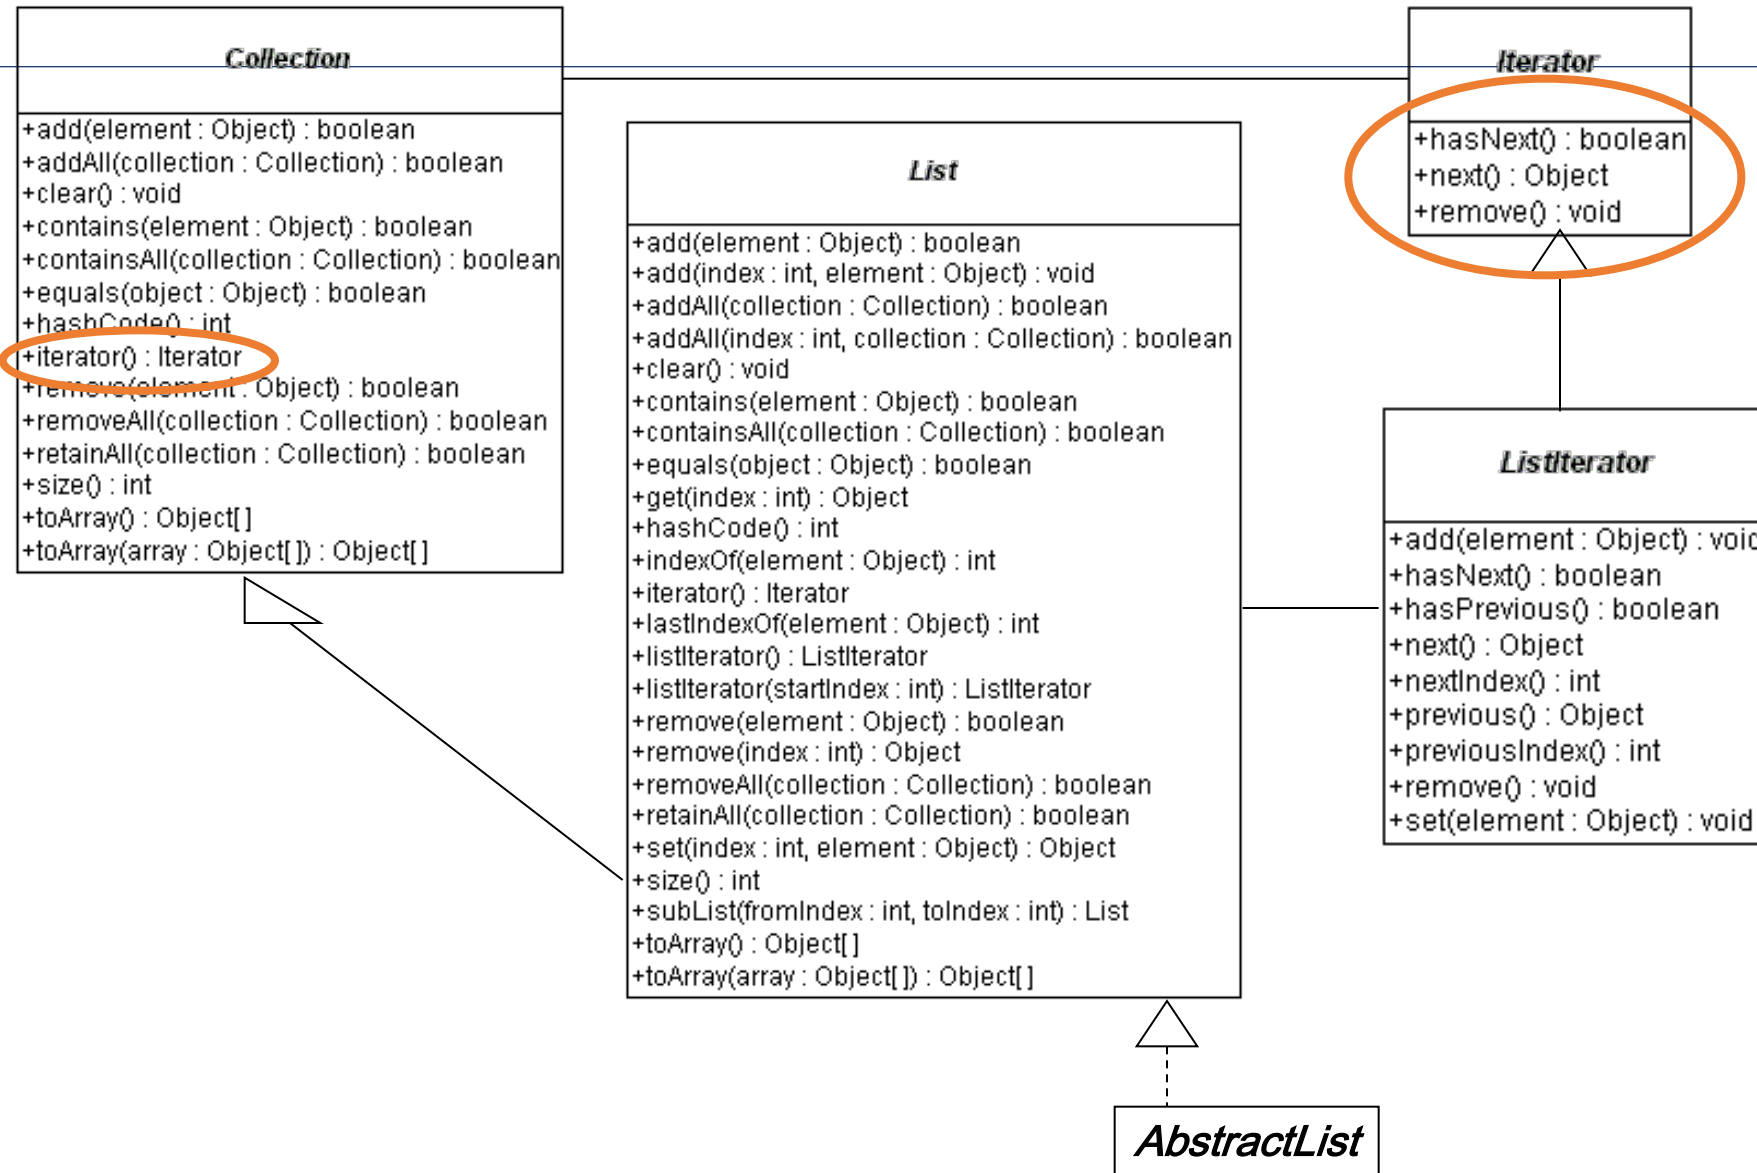 Collection
+add(element : Object) : boolean
+addAll(collection : Collection) : boolean
+clear() : void
+contains(element : Object) : boolean
+containsAll(collection : Collection) : boolean
+equals(object : Object) : boolean
+hashCode() : int
+iterator() : Iterator
+remove(element : Object) : boolean
+removeAll(collection : Collection) : boolean
+retainAll(collection : Collection) : boolean
+size() : int
+toArray() : Object[]
+toArray(array : Object[]) : Object[]
List
+add(element : Object) : boolean
+add(index : int, element : Object) : void
+addAll(collection : Collection) : boolean
+addAll(index : int, collection : Collection) : boolean
+clear() : void
+contains(element : Object) : boolean
+containsAll(collection : Collection) : boolean
+equals(object : Object) : boolean
+get(index : int) : Object
+hashCode() : int
+indexOf(element : Object) : int
+iterator() : Iterator
+lastIndexOf(element : Object) : int
+listIterator() : ListIterator
+listIterator(startIndex : int) : ListIterator
+remove(element : Object) : boolean
+remove(index : int) : Object
+removeAll(collection : Collection) : boolean
+retainAll(collection : Collection) : boolean
+set(index : int, element : Object) : Object
+size() : int
+subList(fromIndex : int, toIndex : int) : List
+toArray() : Object[]
+toArray(array : Object[]) : Object[]
Iterator
+hasNext() : boolean
+next() : Object
+remove() : void
ListIterator
+add(element : Object) : void
+hasNext() : boolean
+hasPrevious() : boolean
+next() : Object
+nextIndex() : int
+previous() : Object
+previousIndex() : int
+remove() : void
+set(element : Object) : void
AbstractList